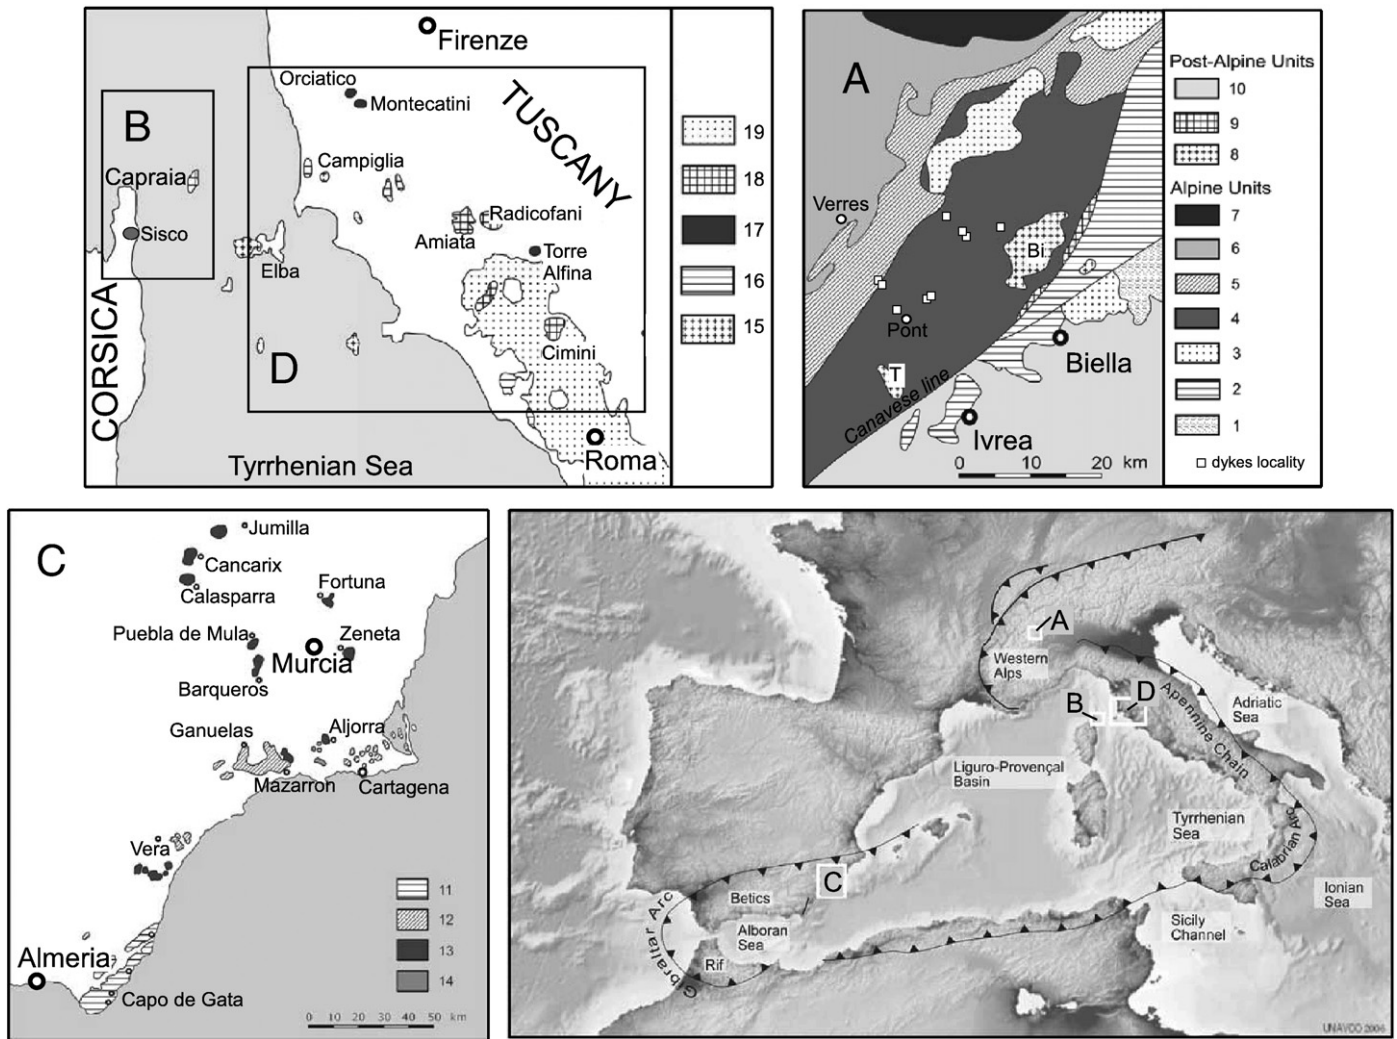 Firenze
Orciatico
Montecatini
TUSCANY
B
Campiglia
Capraia
Sisco
Radicofani
Amiata
Torre
Alfina
Elba
CORSICA
D
Cimini
Roma
Tyrrhenian Sea
19
18
17
16
15
A
Verres
Bi
Pont
T
Biella
Canavese line
Ivrea
0 10 20 km
Post-Alpine Units
10
9
8
Alpine Units
7
6
5
4
3
2
1
dykes locality
C
Jumilla
Cancarix
Calasparra
Fortuna
Puebla de Mula
Zeneta
Murcia
Barqueros
Ganuelas
Aljorra
Mazarron
Cartagena
Vera
11
12
13
14
Almeria
Capo de Gata
0 10 20 30 40 50 km
A
Western
Alps
B
D
Apennine Chain
Adriatic
Sea
Liguro-Provençal
Basin
Tyrrhenian
Sea
Calabrian Arc
C
Betics
Gibraltar Arc
Alboran
Sea
Rif
Sicily
Channel
Ionian
Sea
UNAVCO 2006